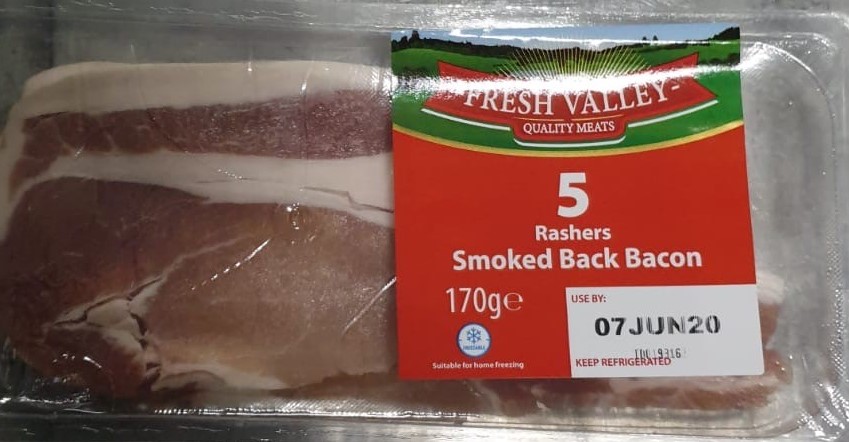 FRESH VALLEY
QUALITY MEATS
5
Rashers
Smoked Back Bacon
170g℮
USE BY:
07JUN20
KEEP REFRIGERATED
Suitable for home freezing